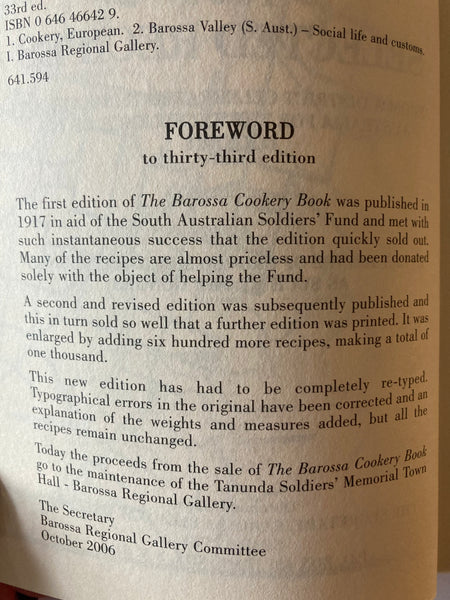 33rd ed.
ISBN 0 646 46642 9.
1. Cookery, European. 2. Barossa Valley (S. Aust.) – Social life and customs.
I. Barossa Regional Gallery.
641.594
FOREWORD
to thirty-third edition
The first edition of The Barossa Cookery Book was published in
1917 in aid of the South Australian Soldiers' Fund and met with
such instantaneous success that the edition quickly sold out.
Many of the recipes are almost priceless and had been donated
solely with the object of helping the Fund.
A second and revised edition was subsequently published and
this in turn sold so well that a further edition was printed. It was
enlarged by adding six hundred more recipes, making a total of
one thousand.
This new edition has had to be completely re-typed.
Typographical errors in the original have been corrected and an
explanation of the weights and measures added, but all the
recipes remain unchanged.
Today the proceeds from the sale of The Barossa Cookery Book
go to the maintenance of the Tanunda Soldiers' Memorial Town
Hall - Barossa Regional Gallery.
The Secretary
Barossa Regional Gallery Committee
October 2006